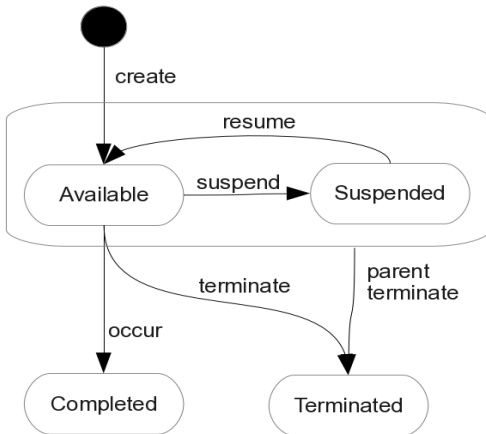 create
resume
Available
suspend
Suspended
terminate
parent
terminate
occur
Completed
Terminated